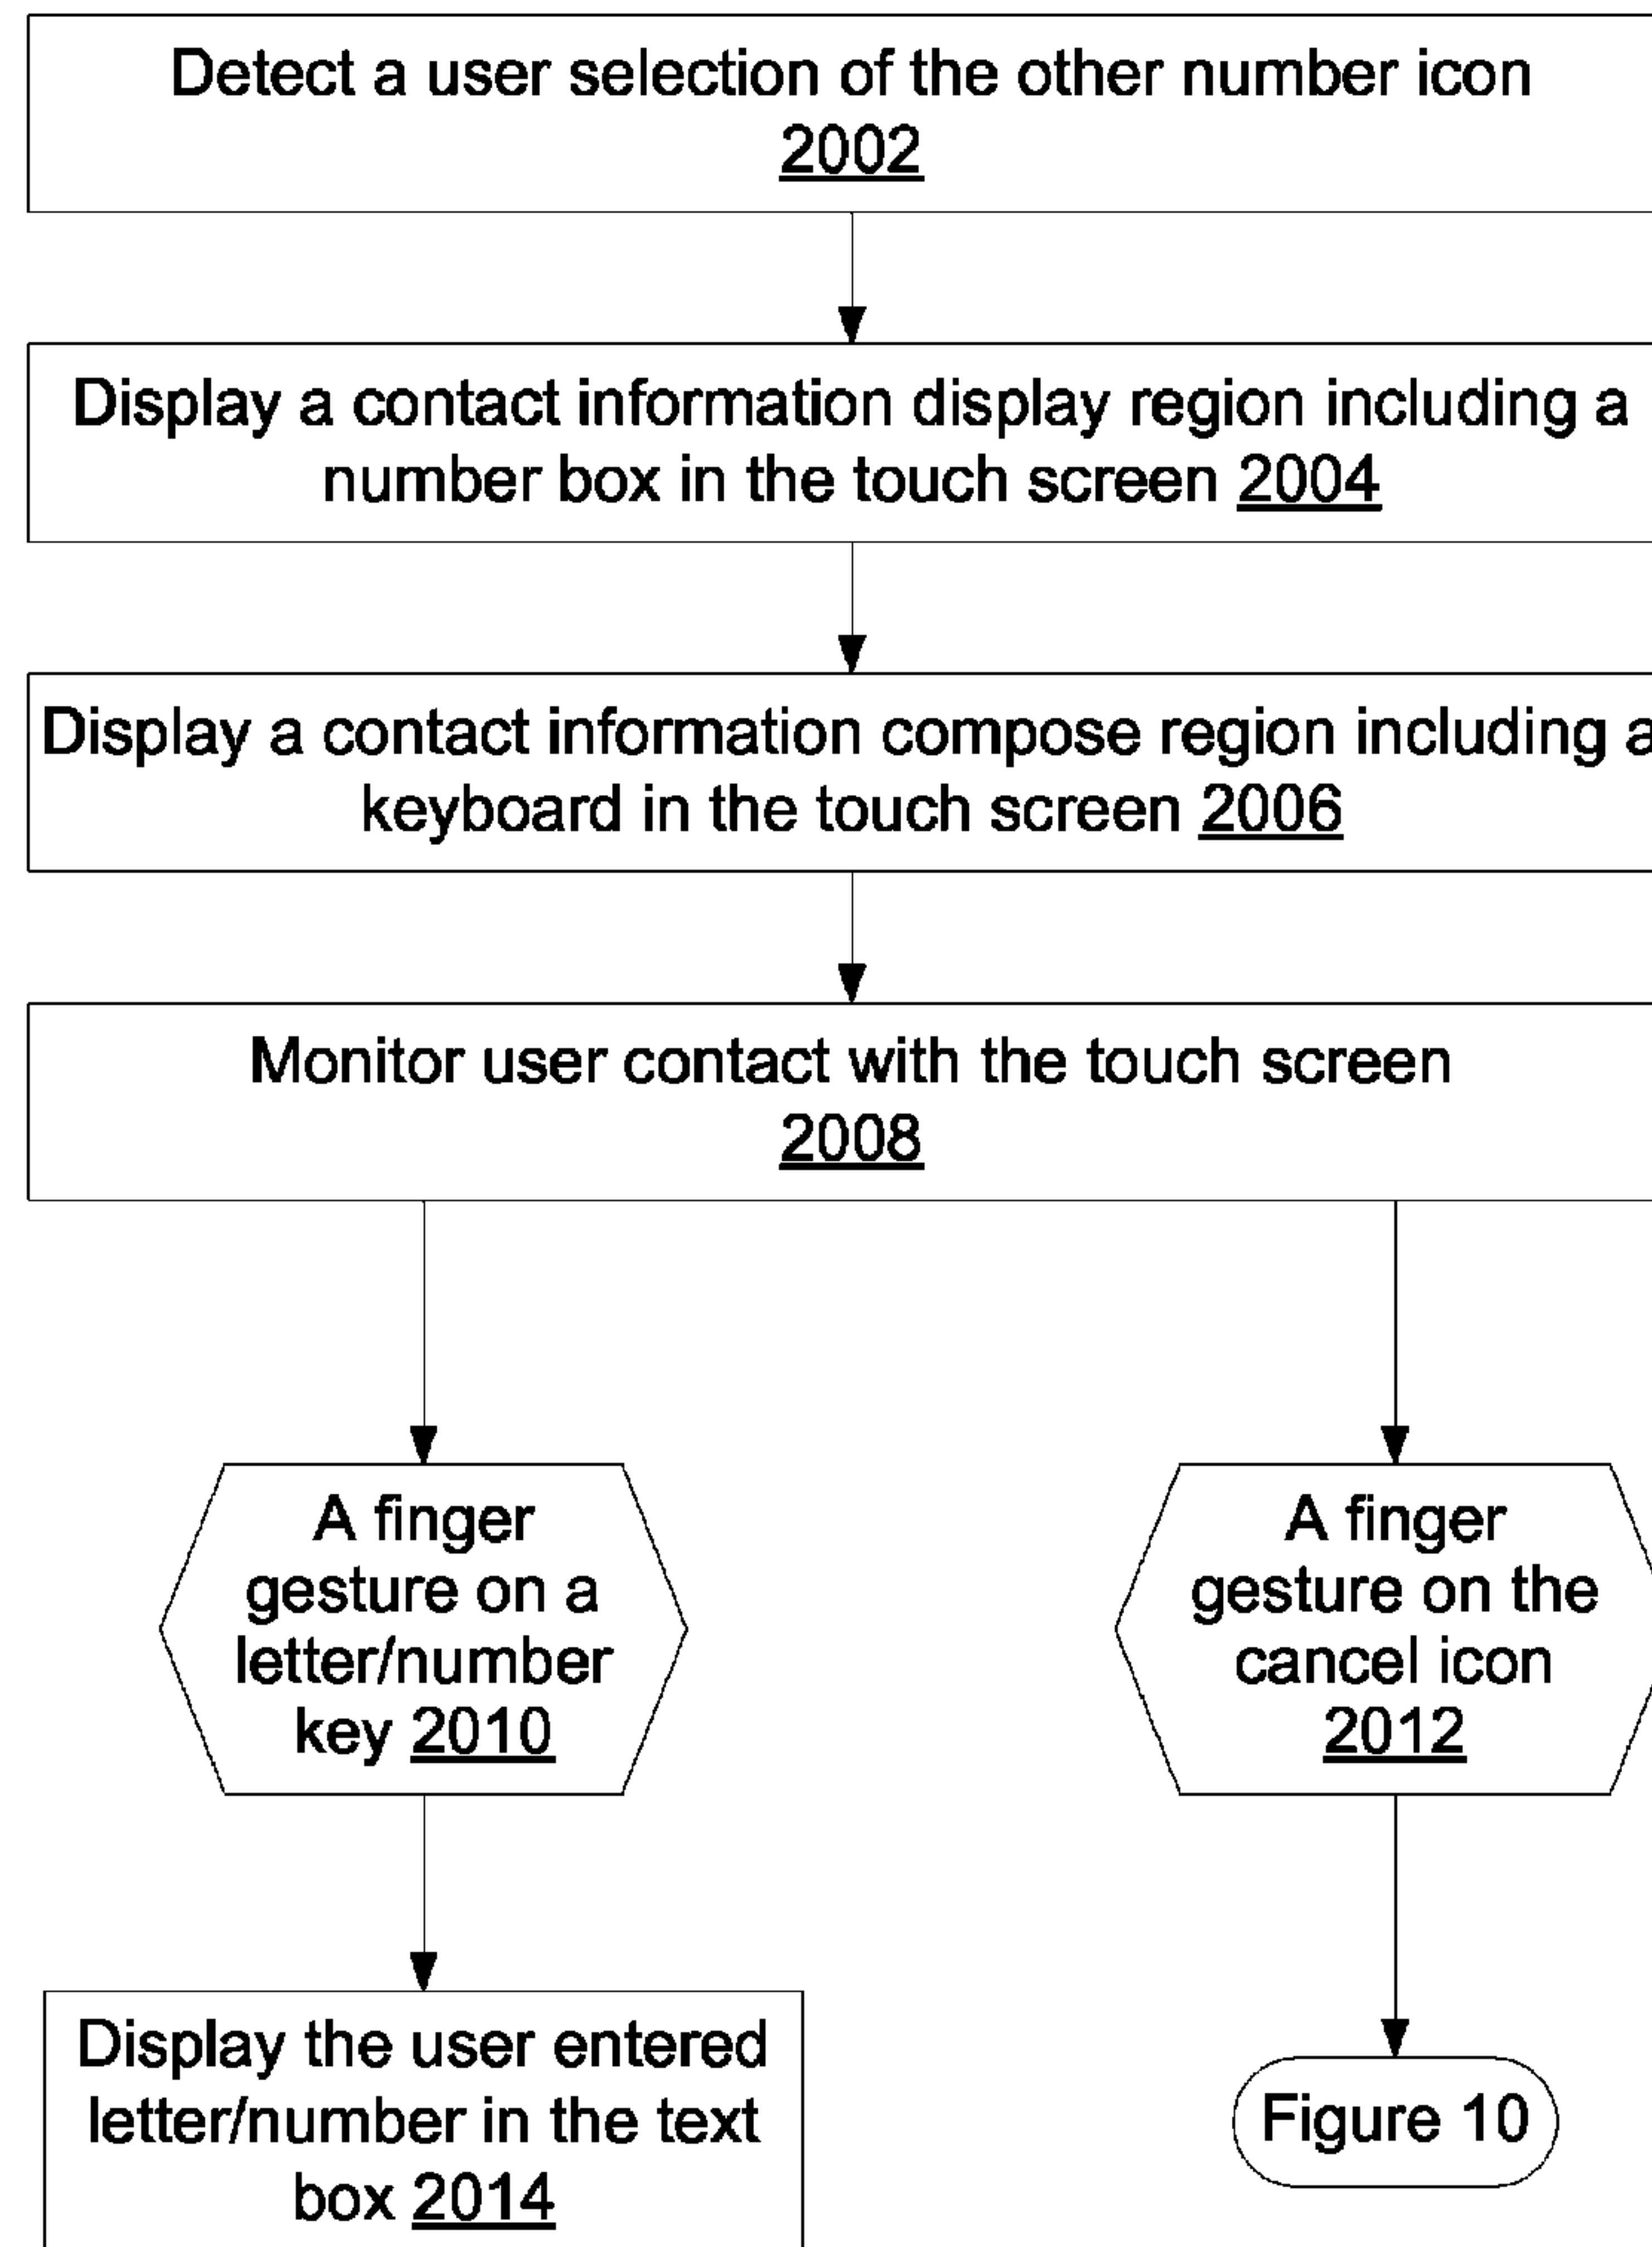 Detect a user selection of the other number icon
2002
Display a contact information display region including a
number box in the touch screen 2004
Display a contact information compose region including a
keyboard in the touch screen 2006
Monitor user contact with the touch screen
2008
A finger
gesture on a
letter/number
key 2010
A finger
gesture on the
cancel icon
2012
Display the user entered
letter/number in the text
box 2014
Figure 10